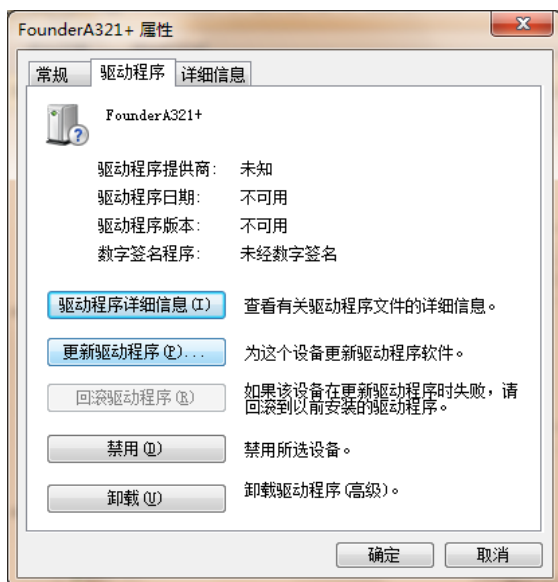 FounderA321+ 属性
常规 驱动程序 详细信息
FounderA321+
驱动程序提供商: 未知
驱动程序日期: 不可用
驱动程序版本: 不可用
数字签名程序: 未经数字签名
驱动程序详细信息(I) 查看有关驱动程序文件的详细信息。
更新驱动程序(P)... 为这个设备更新驱动程序软件。
回滚驱动程序(R) 如果该设备在更新驱动程序时失败，请
回滚到以前安装的驱动程序。
禁用(D) 禁用所选设备。
卸载(U) 卸载驱动程序(高级)。
确定 取消